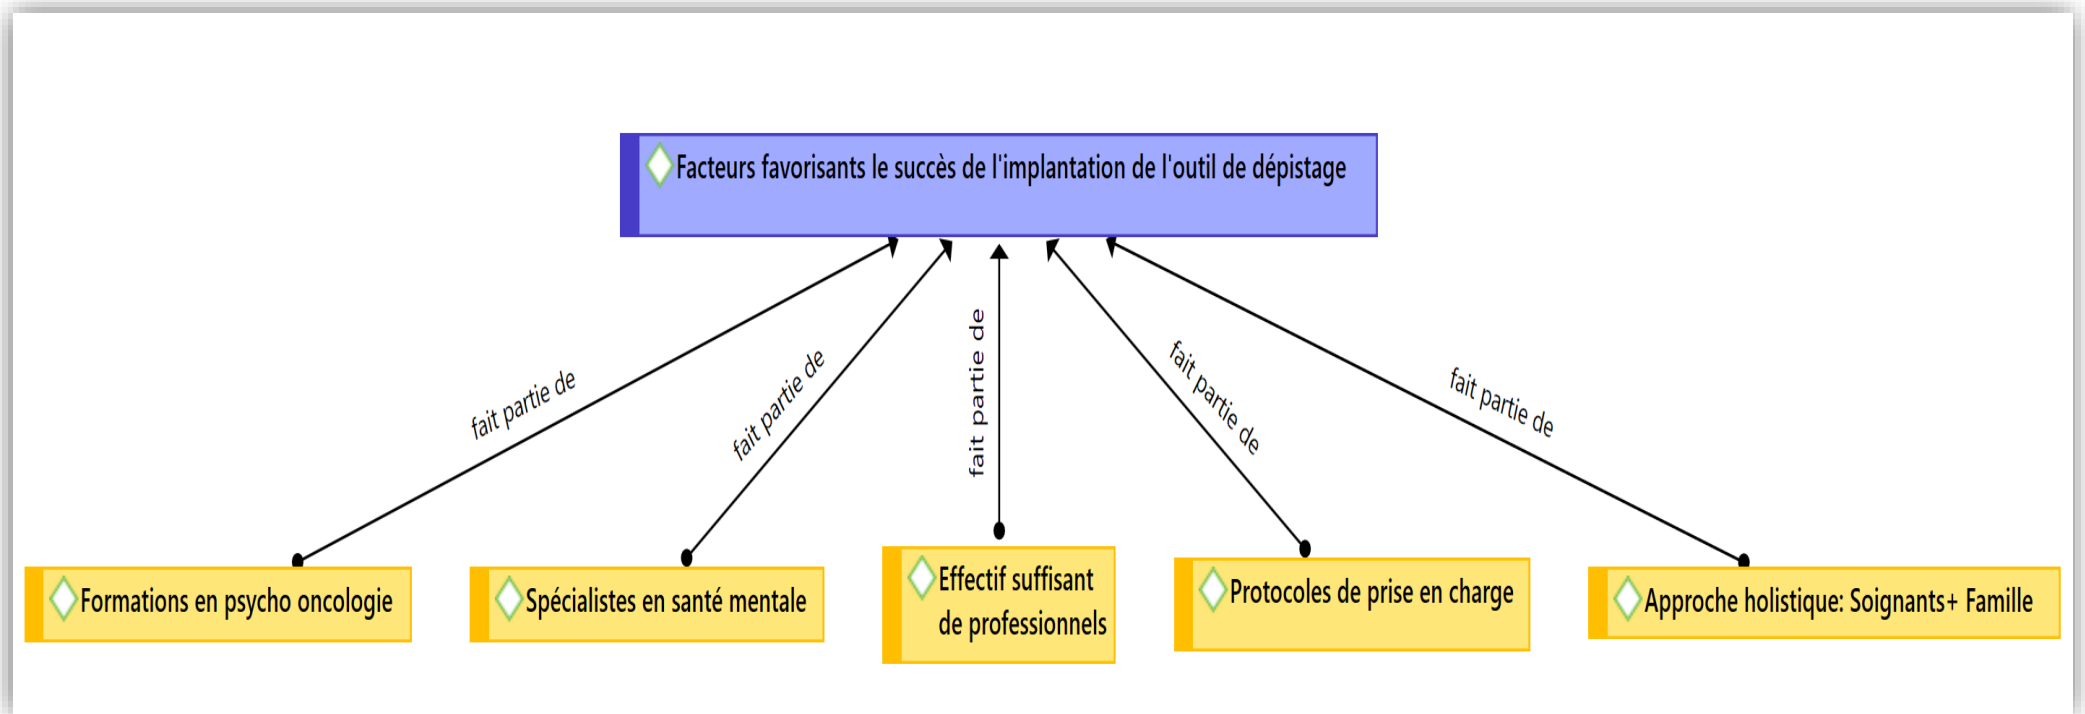 Facteurs favorisants le succès de l'implantation de l'outil de dépistage
fait partie de
fait partie de
fait partie de
fait partie de
fait partie de
Formations en psycho oncologie
Spécialistes en santé mentale
Effectif suffisant
de professionnels
Protocoles de prise en charge
Approche holistique: Soignants+ Famille